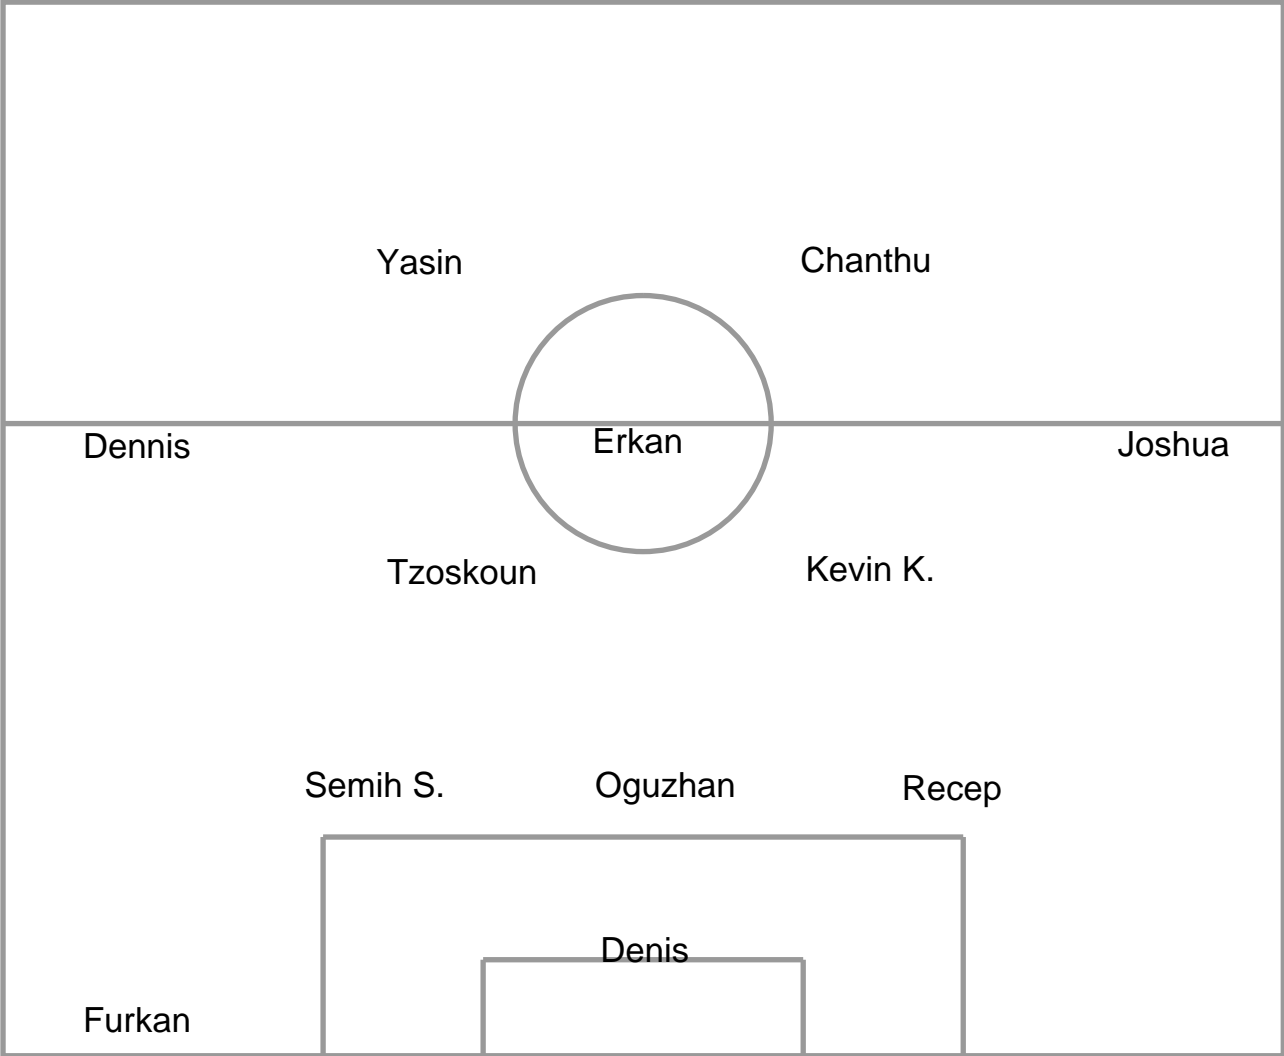 Yasin Chanthu
Dennis Erkan Joshua
Tzoskoun Kevin K.
Semih S. Oguzhan Recep
Denis
Furkan